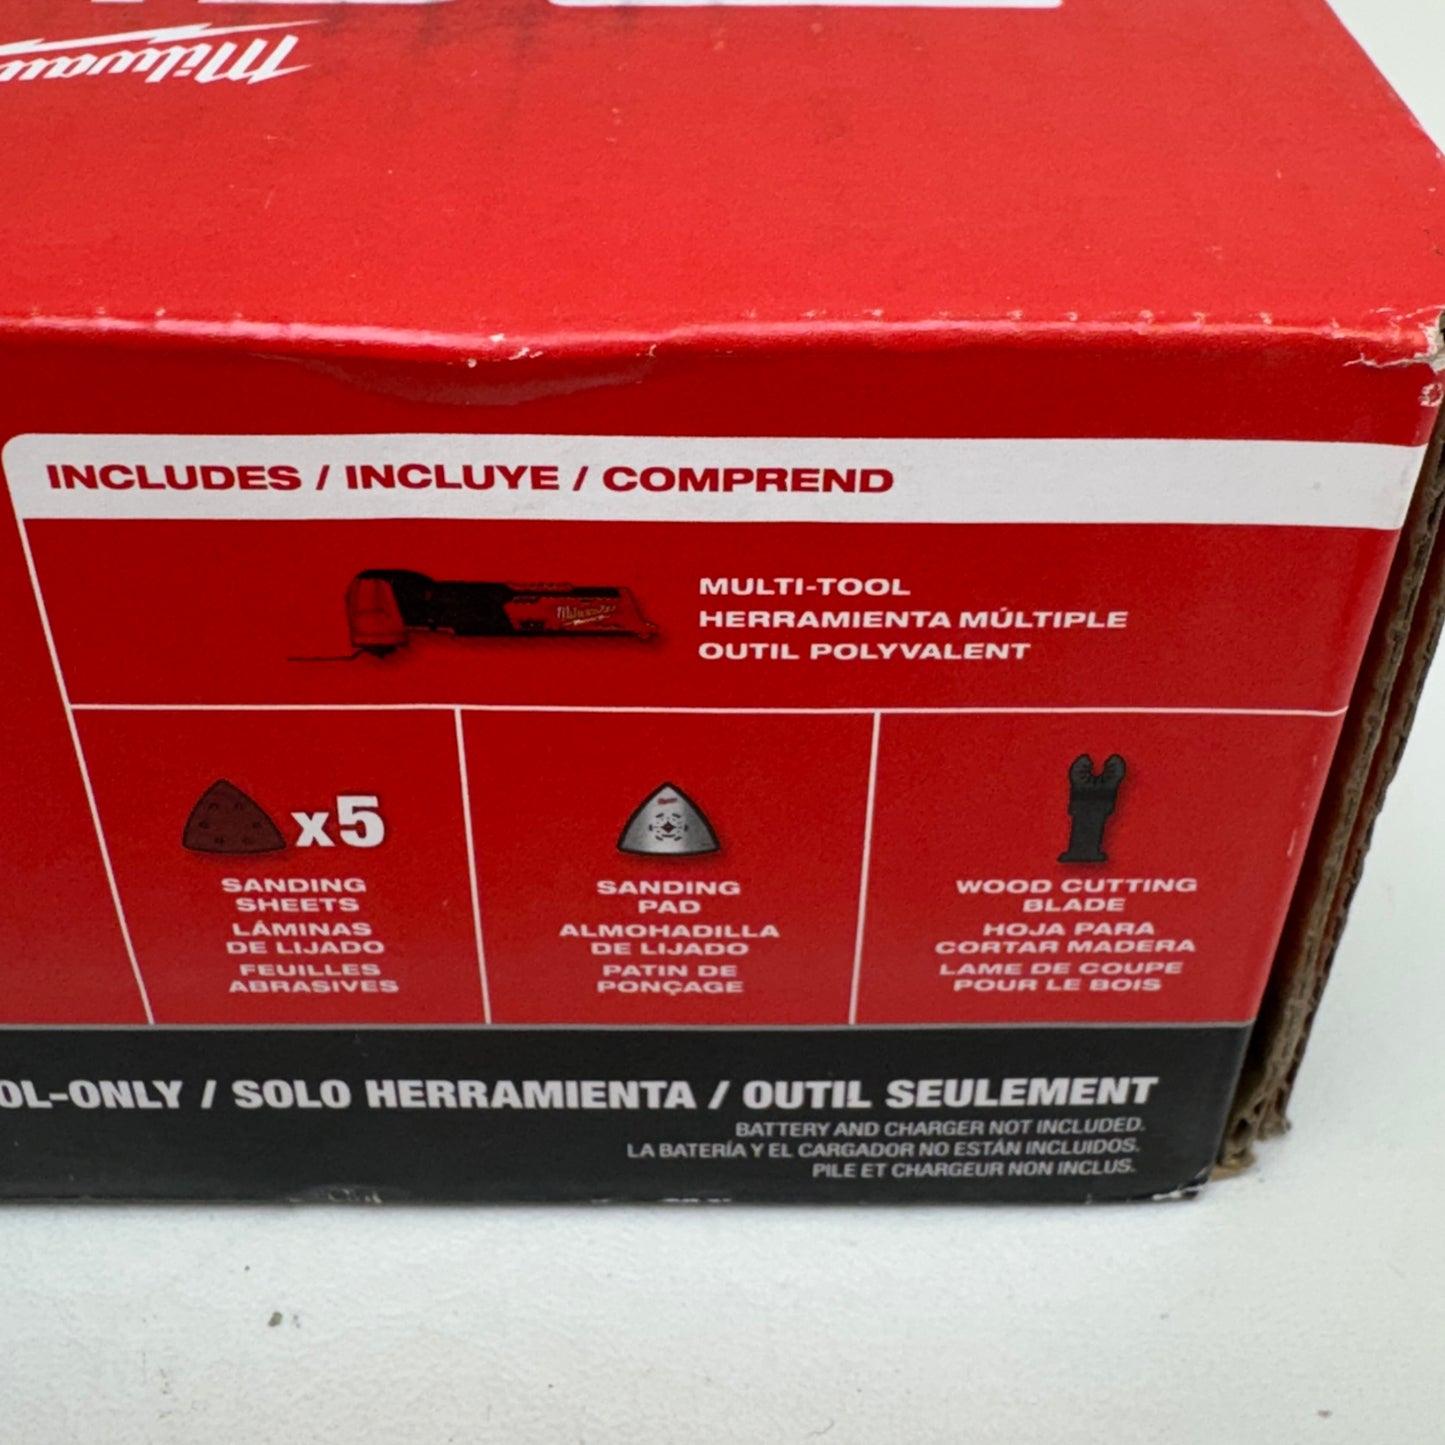 INCLUDES / INCLUYE / COMPREND
Milwaukee
MULTI-TOOL
HERRAMIENTA MÚLTIPLE
OUTIL POLYVALENT
x5
SANDING
SHEETS
LÁMINAS
DE LIJADO
FEUILLES
ABRASIVES
SANDING
PAD
ALMOHADILLA
DE LIJADO
PATIN DE
PONÇAGE
WOOD CUTTING
BLADE
HOJA PARA
CORTAR MADERA
LAME DE COUPE
POUR LE BOIS
OL-ONLY / SOLO HERRAMIENTA / OUTIL SEULEMENT
BATTERY AND CHARGER NOT INCLUDED.
LA BATERÍA Y EL CARGADOR NO ESTÁN INCLUIDOS.
PILE ET CHARGEUR NON INCLUS.